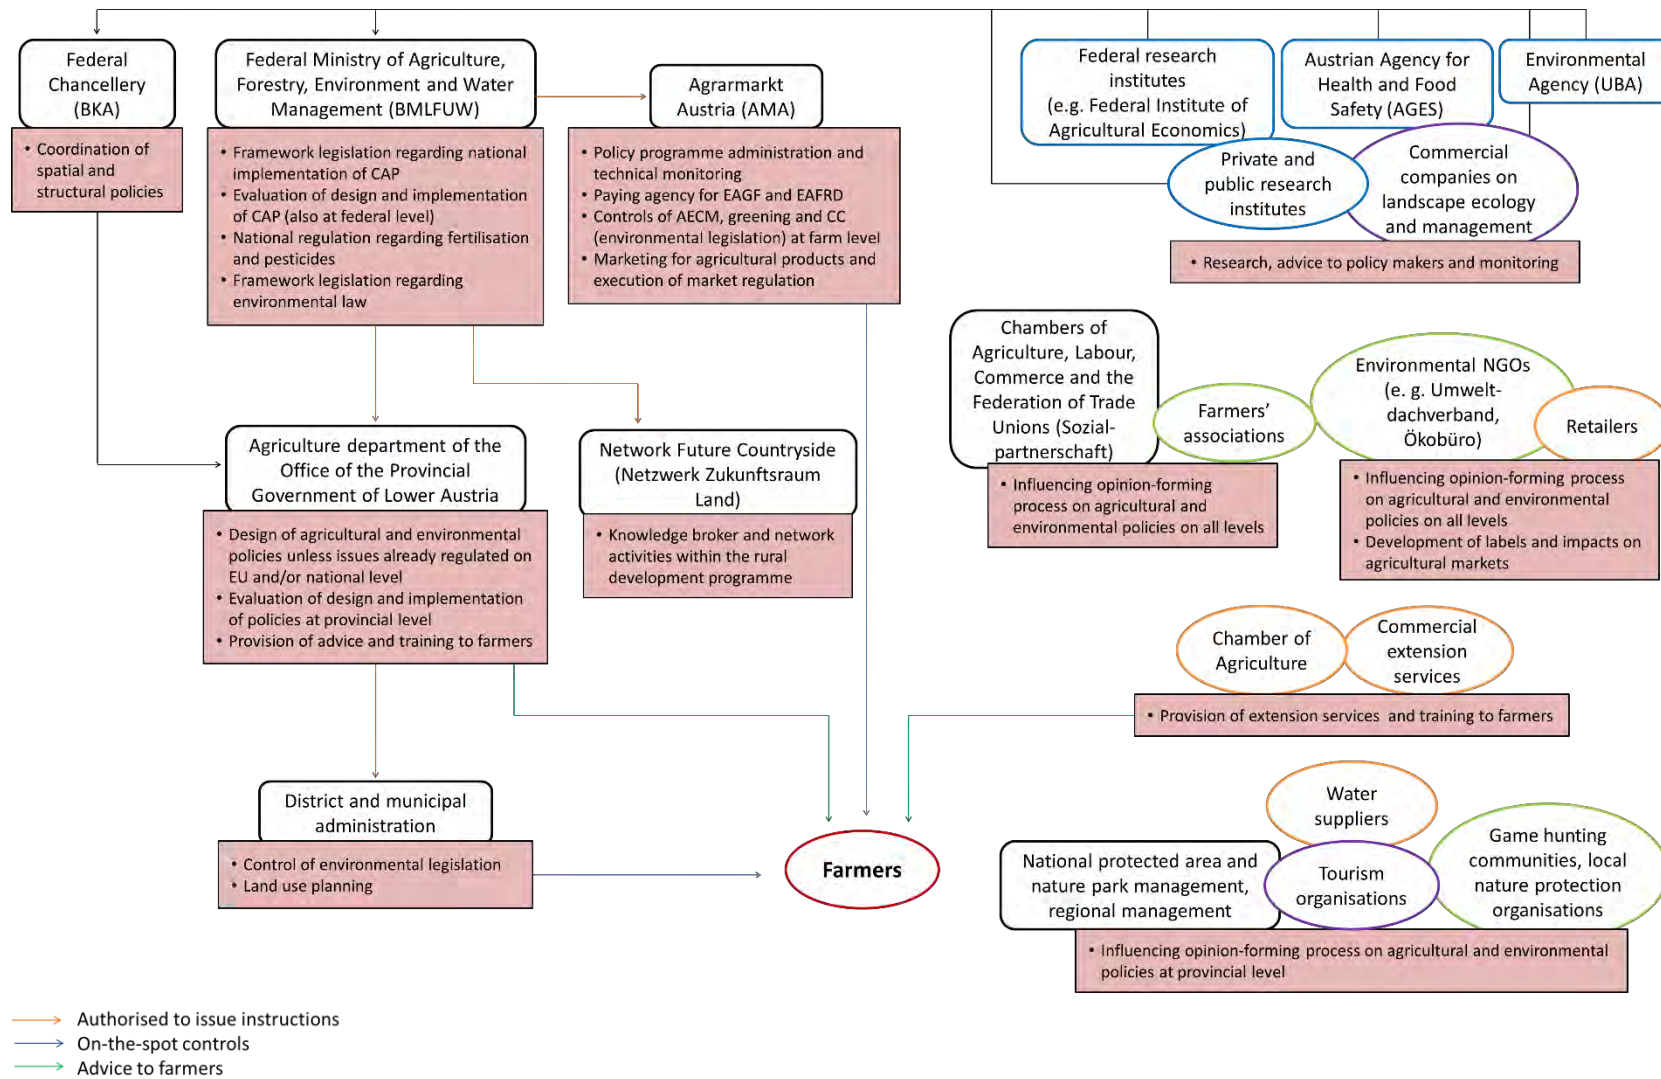 Federal
Chancellery
(BKA)
• Coordination of
spatial and
structural policies
Federal Ministry of Agriculture,
Forestry, Environment and Water
Management (BMLFUW)
• Framework legislation regarding national
implementation of CAP
• Evaluation of design and implementation
of CAP (also at federal level)
• National regulation regarding fertilisation
and pesticides
• Framework legislation regarding
environmental law
Agrarmarkt
Austria (AMA)
• Policy programme administration and
technical monitoring
• Paying agency for EAGF and EAFRD
• Controls of AECM, greening and CC
(environmental legislation) at farm level
• Marketing for agricultural products and
execution of market regulation
Federal research
institutes
(e.g. Federal Institute of
Agricultural Economics)
Austrian Agency for
Health and Food
Safety (AGES)
Environmental
Agency (UBA)
Private and
public research
institutes
Commercial
companies on
landscape ecology
and management
• Research, advice to policy makers and monitoring
Chambers of
Agriculture, Labour,
Commerce and the
Federation of Trade
Unions (Sozial-
partnerschaft)
Farmers'
associations
• Influencing opinion-forming
process on agricultural and
environmental policies on all levels
Environmental NGOs
(e. g. Umwelt-
dachverband,
Ökobüro)
Retailers
• Influencing opinion-forming process
on agricultural and environmental
policies on all levels
• Development of labels and impacts on
agricultural markets
Agriculture department of the
Office of the Provincial
Government of Lower Austria
• Design of agricultural and environmental
policies unless issues already regulated on
EU and/or national level
• Evaluation of design and implementation
of policies at provincial level
• Provision of advice and training to farmers
Network Future Countryside
(Netzwerk Zukunftsraum
Land)
• Knowledge broker and network
activities within the rural
development programme
Chamber of
Agriculture
Commercial
extension
services
• Provision of extension services and training to farmers
District and municipal
administration
• Control of environmental legislation
• Land use planning
Farmers
Water
suppliers
National protected area and
nature park management,
regional management
Tourism
organisations
Game hunting
communities, local
nature protection
organisations
• Influencing opinion-forming process on agricultural and environmental
policies at provincial level
Authorised to issue instructions
On-the-spot controls
Advice to farmers